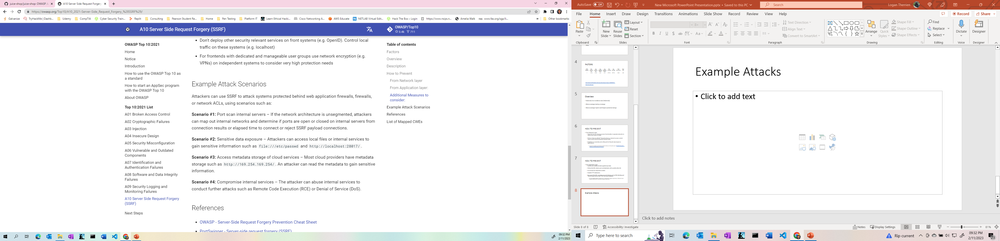 juice-shop/juice-shop: OWASP Ju
A10 Server Side Request Forgery
https://owasp.org/Top10/A10_2021-Server-Side_Request_Forgery_%28SSRF%29/
Galvanize
TryHackMe | Dashb...
Udemy
CompTIA
Cyber Security Train...
Replit
Consulting
Pearson Student Re...
Home
Pen Testing
Platform IT
Learn Ethical Hacki...
Cisco Networking A...
AWS Educate
NETLAB Virtual Edit...
Hack The Box :: Login
https://www.nsips.n...
Amelia Walk
FAS www.fas.org/sgp/li...
Other bookmarks
A10 Server Side Request Forgery (SSRF)
OWASP/Top10
3.4k 711
OWASP Top 10:2021
Home
Notice
Introduction
How to use the OWASP Top 10 as
a standard
How to start an AppSec program
with the OWASP Top 10
About OWASP
Top 10:2021 List
A01 Broken Access Control
A02 Cryptographic Failures
A03 Injection
A04 Insecure Design
A05 Security Misconfiguration
A06 Vulnerable and Outdated
Components
A07 Identification and
Authentication Failures
A08 Software and Data Integrity
Failures
A09 Security Logging and
Monitoring Failures
A10 Server Side Request Forgery
(SSRF)
Next Steps
• Don't deploy other security relevant services on front systems (e.g. OpenID). Control local
traffic on these systems (e.g. localhost)
• For frontends with dedicated and manageable user groups use network encryption (e.g.
VPNs) on independent systems to consider very high protection needs
Example Attack Scenarios
Attackers can use SSRF to attack systems protected behind web application firewalls, firewalls,
or network ACLs, using scenarios such as:
Scenario #1: Port scan internal servers – If the network architecture is unsegmented, attackers
can map out internal networks and determine if ports are open or closed on internal servers from
connection results or elapsed time to connect or reject SSRF payload connections.
Scenario #2: Sensitive data exposure – Attackers can access local files or internal services to
gain sensitive information such as file:///etc/passwd and http://localhost:28017/.
Scenario #3: Access metadata storage of cloud services – Most cloud providers have metadata
storage such as http://169.254.169.254/. An attacker can read the metadata to gain sensitive
information.
Scenario #4: Compromise internal services – The attacker can abuse internal services to
conduct further attacks such as Remote Code Execution (RCE) or Denial of Service (DoS).
References
• OWASP - Server-Side Request Forgery Prevention Cheat Sheet
• PortSwigger - Server-side request forgery (SSRF)
Table of contents
Factors
Overview
Description
How to Prevent
From Network layer
From Application layer:
Additional Measures to
consider:
Example Attack Scenarios
References
List of Mapped CWEs
09:32 PM
2/11/2023
AutoSave Off
New Microsoft PowerPoint Presentation.pptx • Saved to this PC
Search
Logan Therrien
File Home Insert Draw Design Transitions Animations Slide Show Record Review View Help
Record
Share
Paste
Clipboard
New
Slide
Reuse
Slides
Layout
Reset
Section
Slides
Font
Text Direction
Align Text
Convert to SmartArt
Paragraph
Arrange
Quick
Styles
Shape Fill
Shape Outline
Shape Effects
Drawing
Find
Replace
Select
Editing
Dictate
Voice
Designer
Designer
4
FACTORS
5
Overview
6
HOW TO PREVENT
7
HOW TO PREVENT
8
Example Attacks
Example Attacks
• Click to add text
Click to add notes
Slide 8 of 8
Accessibility: Investigate
Notes
Display Settings
81%
Type here to search
Rip current
09:32 PM
2/11/2023
23